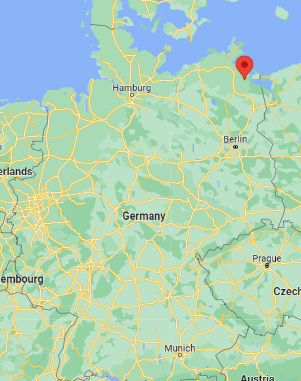 Hamburg
Berlin
erlands
Germany
Prague
embourg
Czech
Munich
Austria